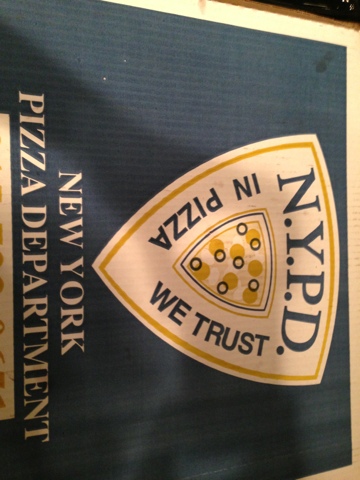 N.Y.P.D.
IN PIZZA
WE TRUST
NEW YORK
PIZZA DEPARTMENT